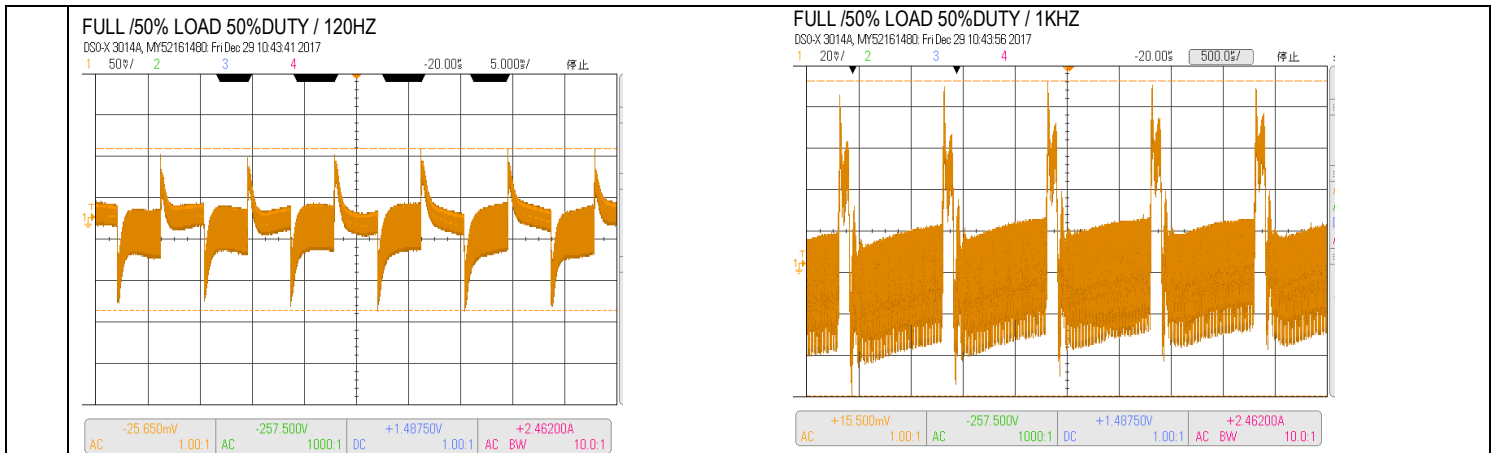 FULL /50% LOAD 50%DUTY / 120HZ
DSO-X 3014A, MY52161480: Fri Dec 29 10:43:41 2017
1 50V/ 2 3 4 -20.00s 5.000s/ 停止
-25.650mV -257.500V +1.48750V +2.46200A
AC 1.00:1 AC 1000:1 DC 1.00:1 AC BW 10.0:1
FULL /50% LOAD 50%DUTY / 1KHZ
DSO-X 3014A, MY52161480: Fri Dec 29 10:43:56 2017
1 20V/ 2 3 4 -20.00s 500.0s/ 停止
+15.500mV -257.500V +1.48750V +2.46200A
AC 1.00:1 AC 1000:1 DC 1.00:1 AC BW 10.0:1